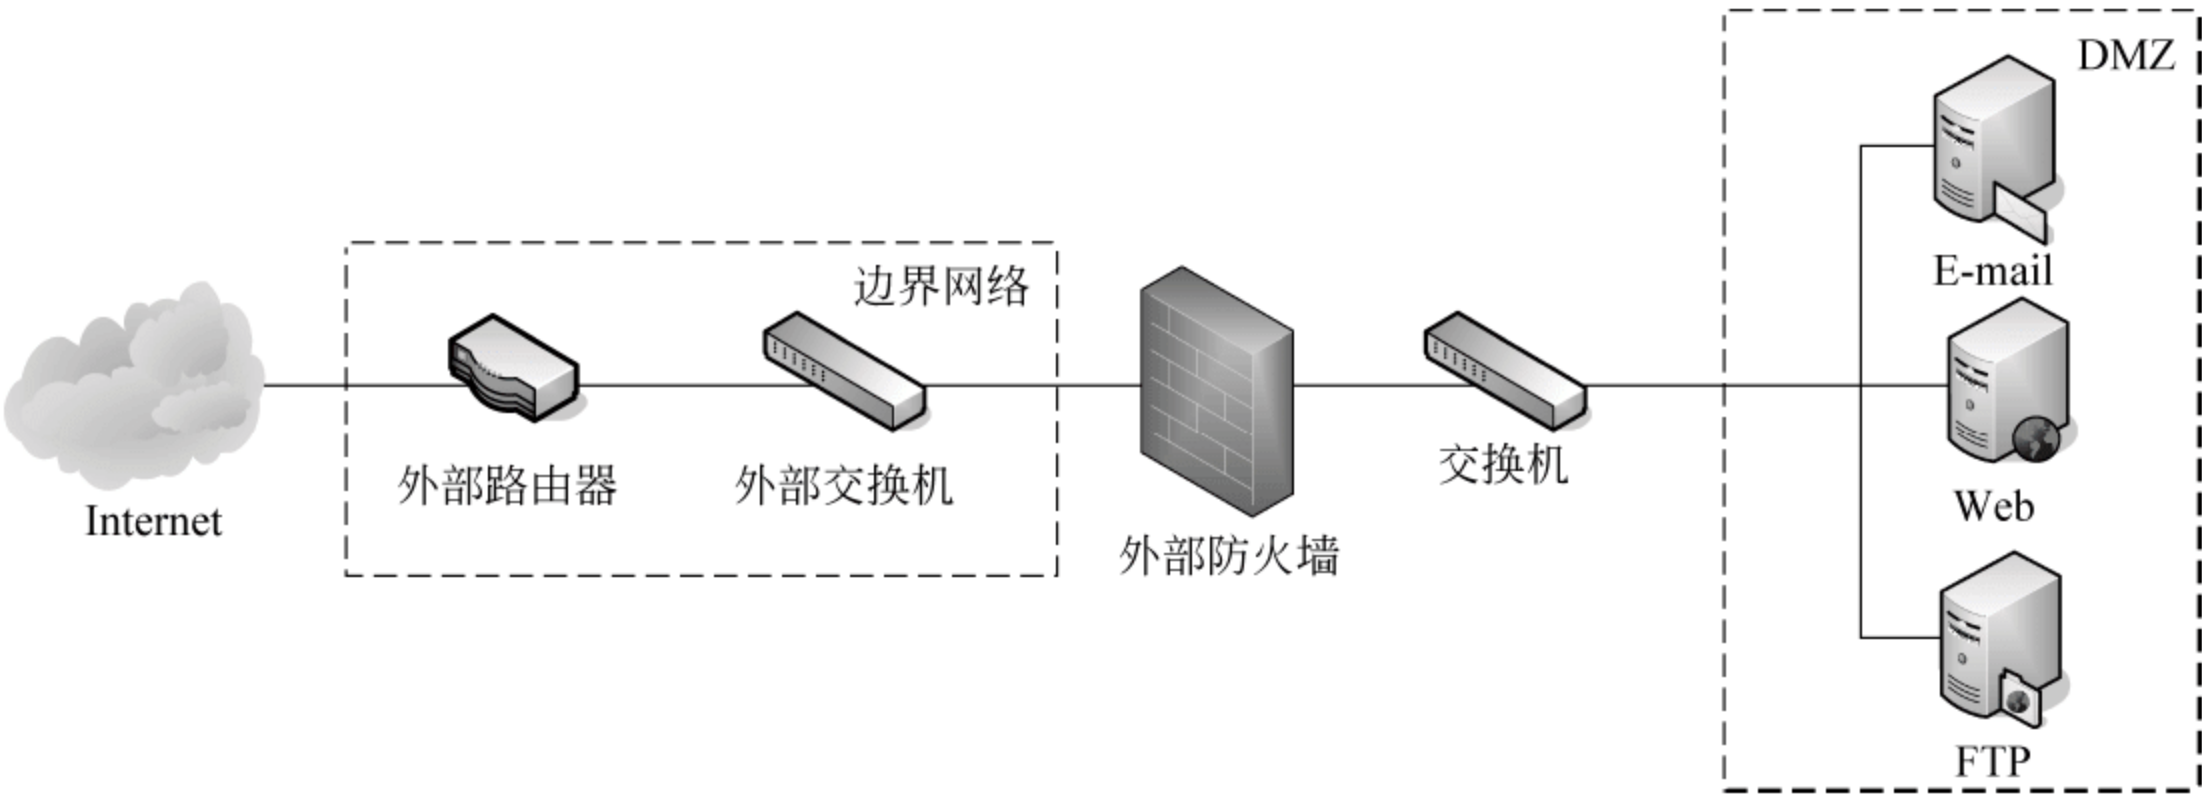 Internet
边界网络
外部路由器
外部交换机
外部防火墙
交换机
DMZ
E-mail
Web
FTP